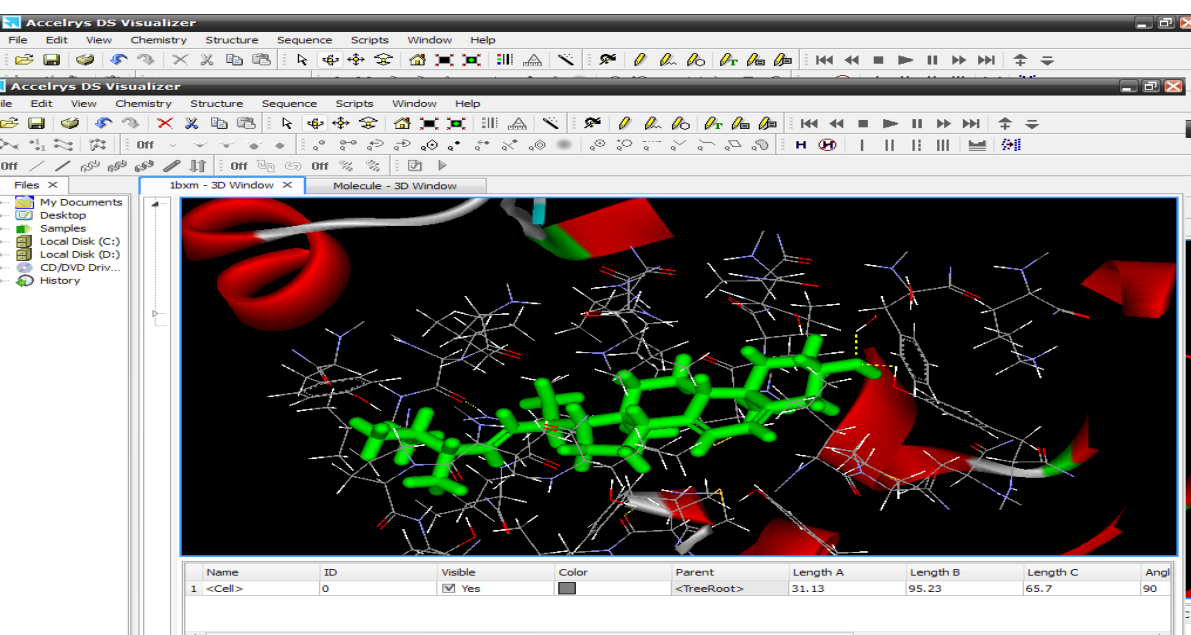 Accelrys DS Visualizer
File Edit View Chemistry Structure Sequence Scripts Window Help
Accelrys DS Visualizer
ile Edit View Chemistry Structure Sequence Scripts Window Help
Off H
Off Off Off
Files 1bxm - 3D Window Molecule - 3D Window
My Documents
Desktop
Samples
Local Disk (C:)
Local Disk (D:)
CD/DVD Driv...
History
Name ID Visible Color Parent Length A Length B Length C Angl
1 <Cell> 0 Yes <TreeRoot> 31.13 95.23 65.7 90